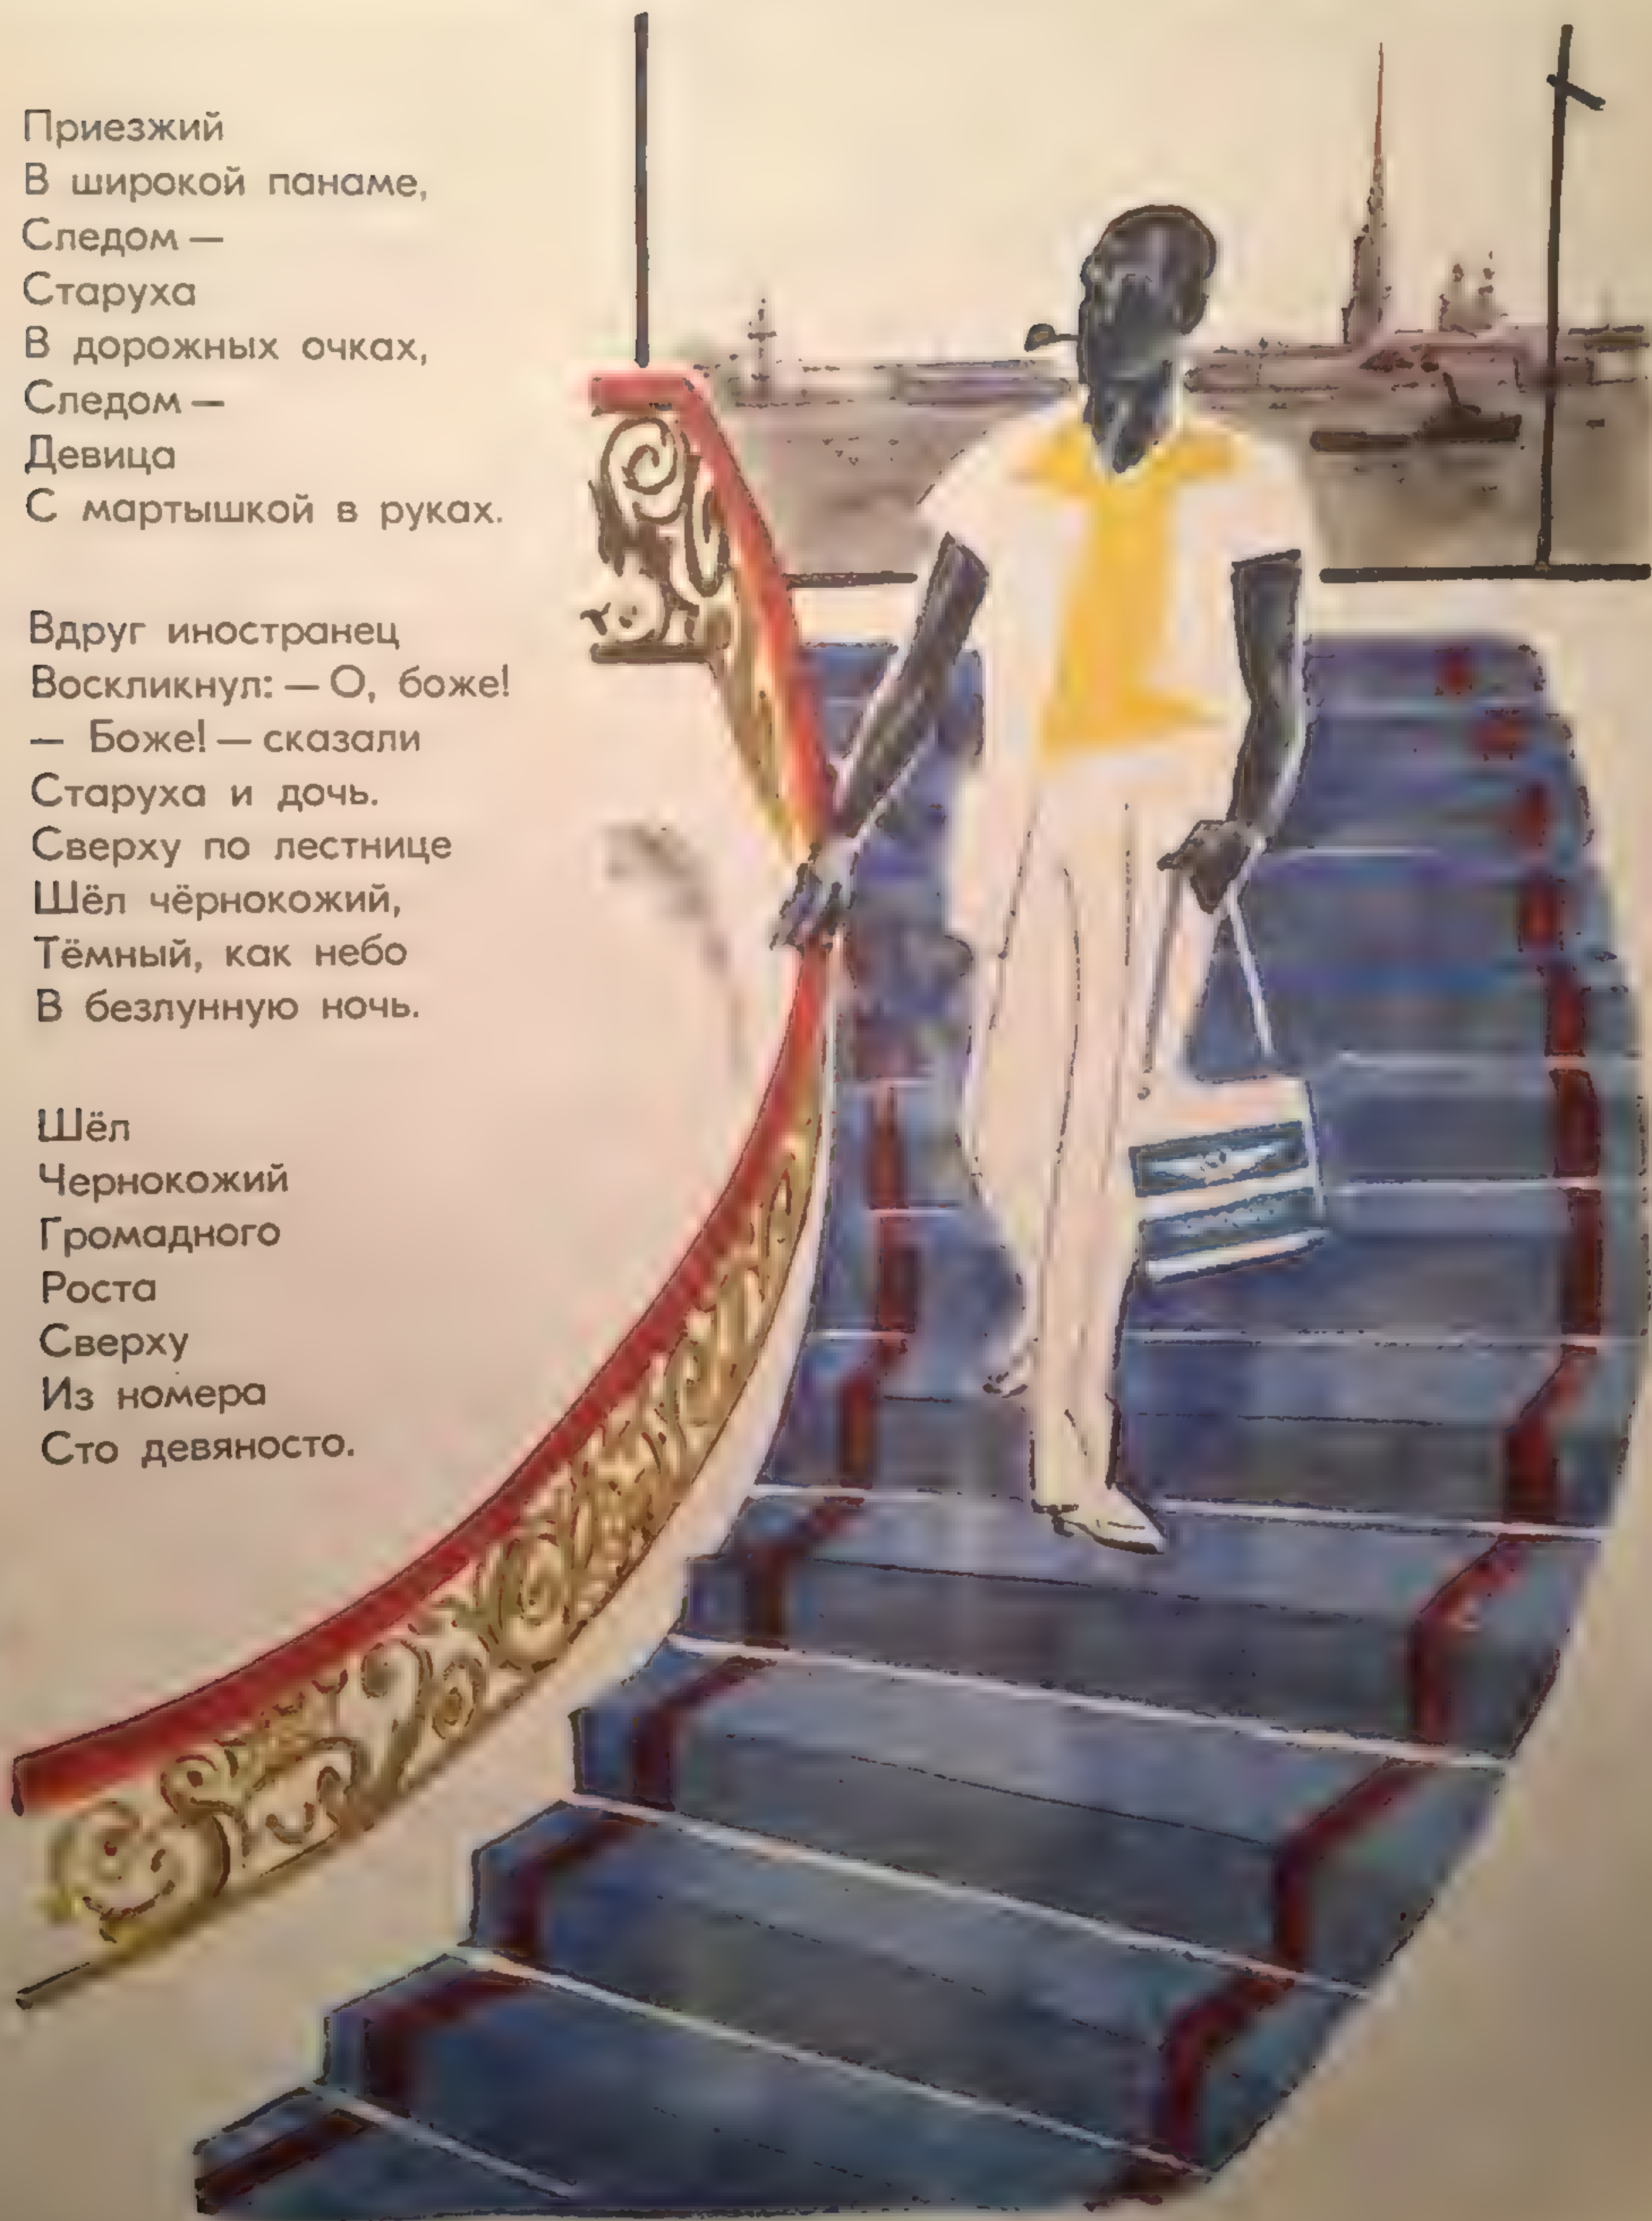 Приезжий
В широкой панаме,
Следом —
Старуха
В дорожных очках,
Следом —
Девица
С мартышкой в руках.
Вдруг иностранец
Воскликнул: — О, боже!
— Боже! — сказали
Старуха и дочь.
Сверху по лестнице
Шёл чёрнокожий,
Тёмный, как небо
В безлунную ночь.
Шёл
Чернокожий
Громадного
Роста
Сверху
Из номера
Сто девяносто.